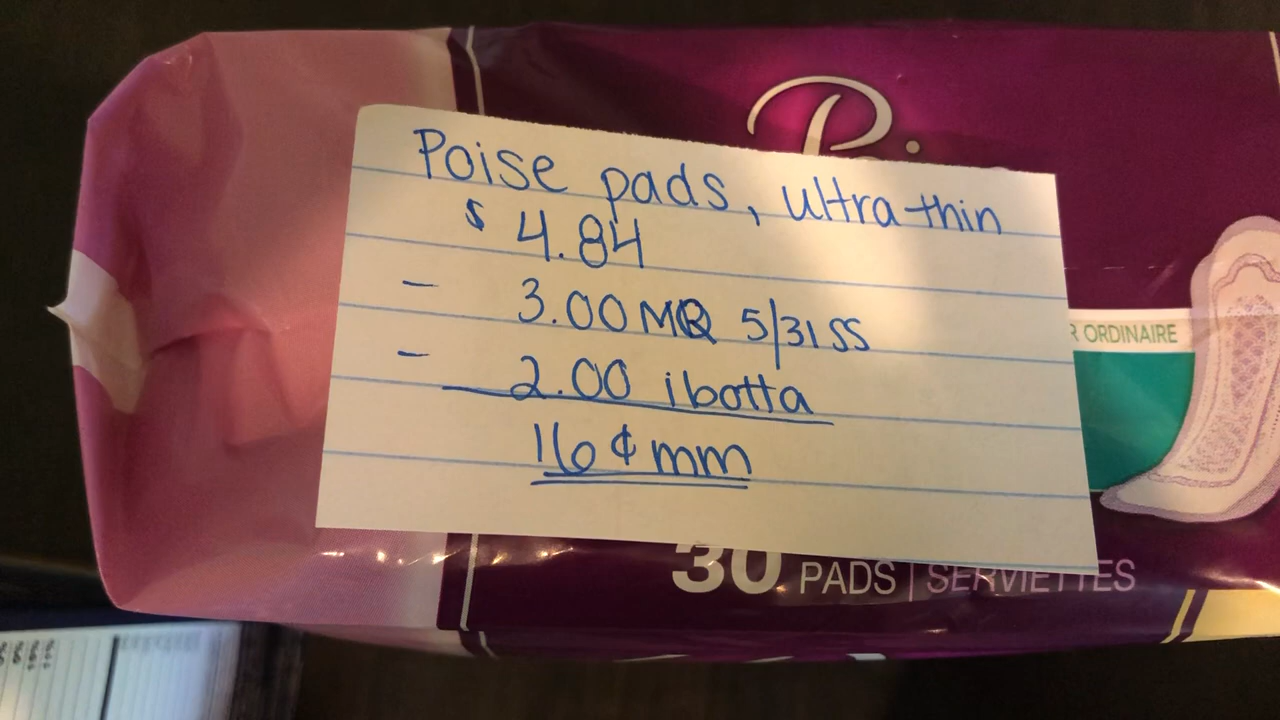 Poise pads, ultra thin
$ 4.84
- 3.00 MQ 5/31 SS
- 2.00 ibotta
16¢ mm
R ORDINAIRE
30 PADS | SERVIETTES